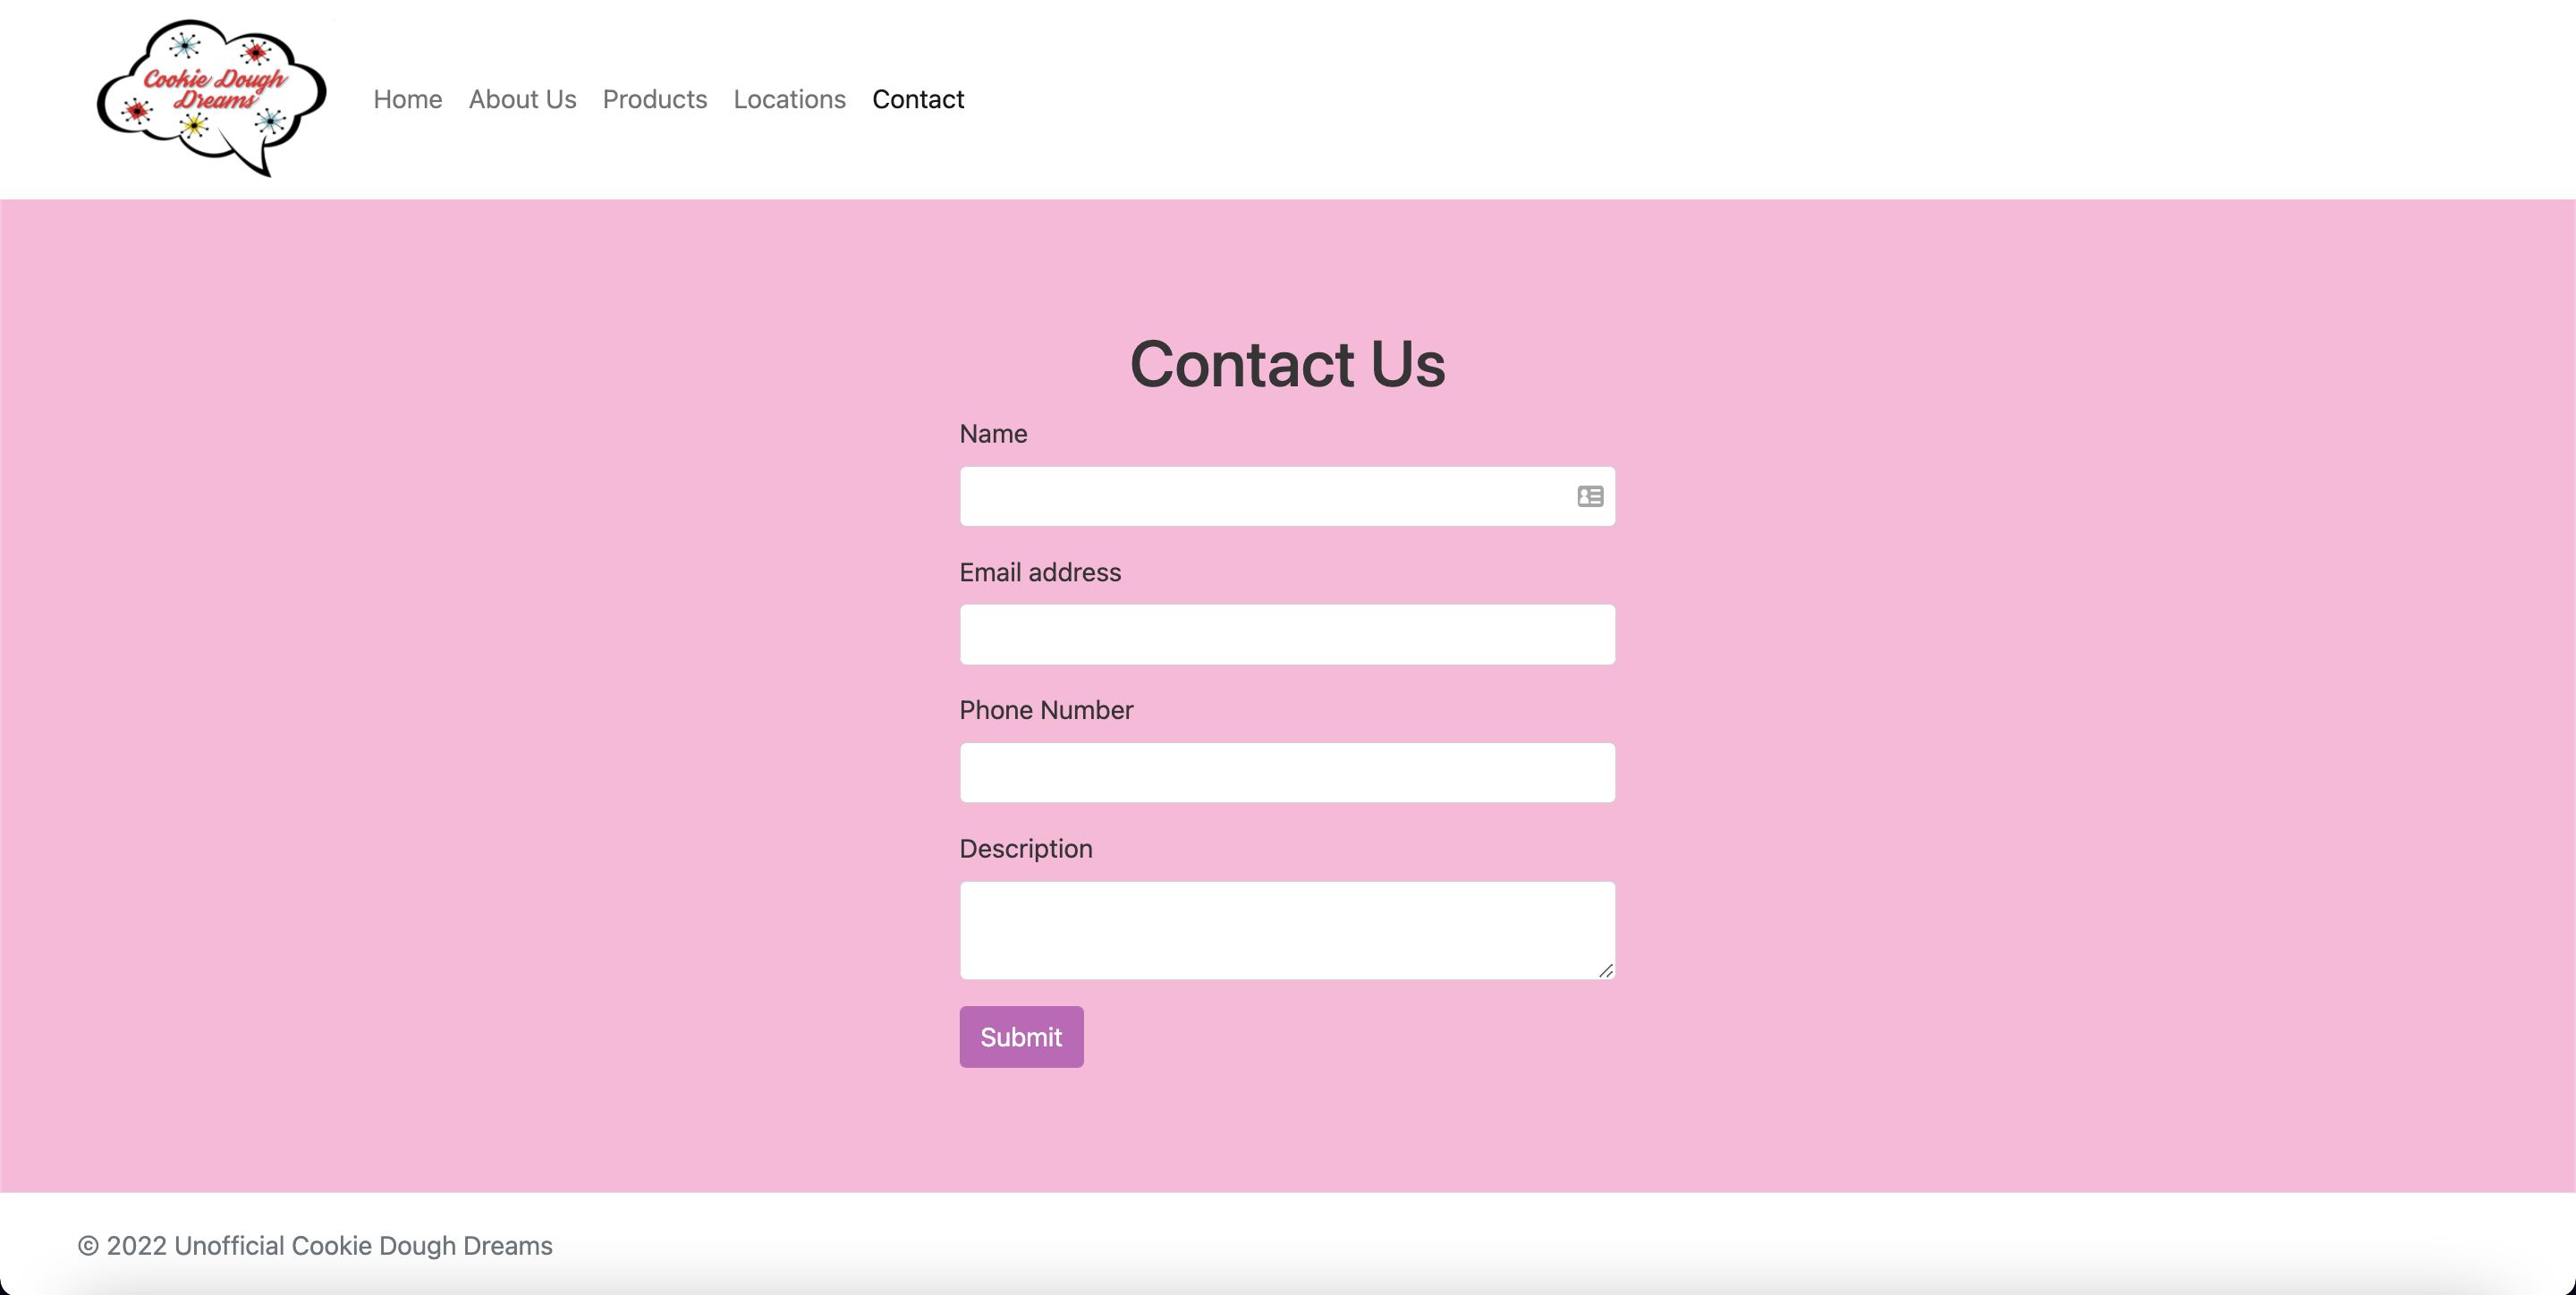 Cookie Dough
Dreams
Home About Us Products Locations Contact
Contact Us
Name
Email address
Phone Number
Description
Submit
© 2022 Unofficial Cookie Dough Dreams